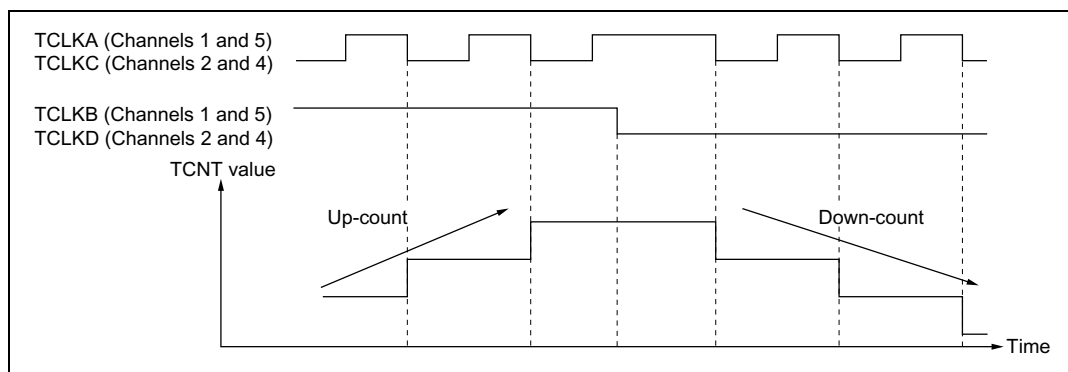 TCLKA (Channels 1 and 5)
TCLKC (Channels 2 and 4)
TCLKB (Channels 1 and 5)
TCLKD (Channels 2 and 4)
TCNT value
Up-count
Down-count
Time